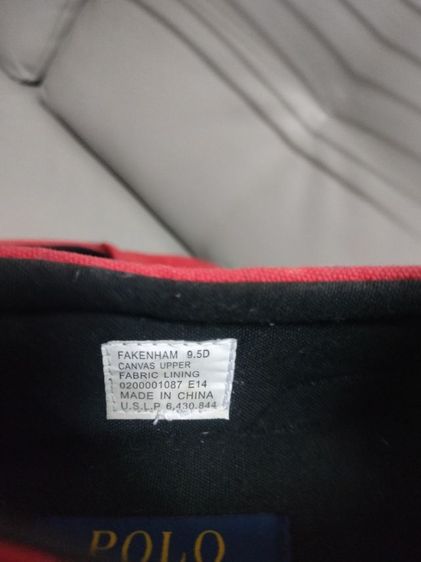 FAKENHAM 9.5D
CANVAS UPPER
FABRIC LINING
0200001087 E14
MADE IN CHINA
U.S.L.P 6,430,844
POLO